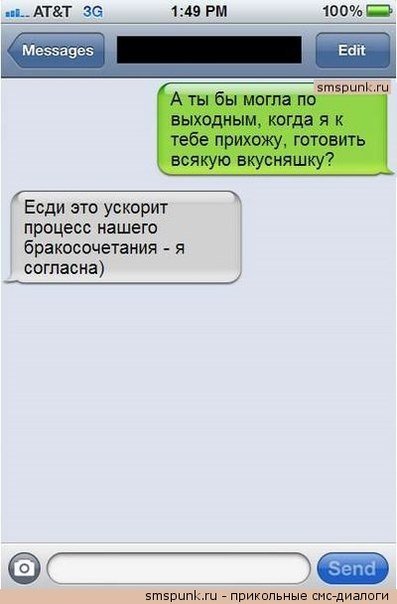 AT&T 3G 1:49 PM 100%
Messages Edit
smspunk.ru
А ты бы могла по
выходным, когда я к
тебе прихожу, готовить
всякую вкусняшку?
Есди это ускорит
процесс нашего
бракосочетания - я
согласна)
Send
smspunk.ru - прикольные смс-диалоги